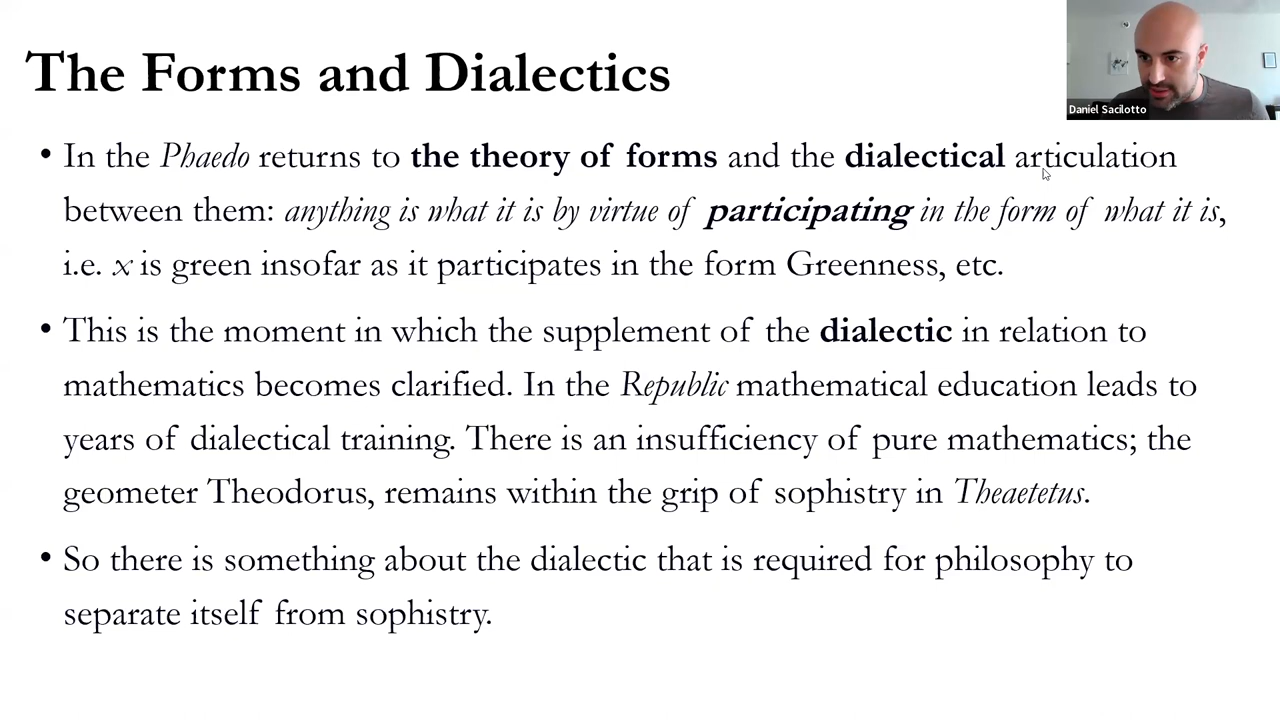 The Forms and Dialectics
Daniel Sacilotto
• In the Phaedo returns to the theory of forms and the dialectical articulation
between them: anything is what it is by virtue of participating in the form of what it is,
i.e. x is green insofar as it participates in the form Greenness, etc.
• This is the moment in which the supplement of the dialectic in relation to
mathematics becomes clarified. In the Republic mathematical education leads to
years of dialectical training. There is an insufficiency of pure mathematics; the
geometer Theodorus, remains within the grip of sophistry in Theaetetus.
• So there is something about the dialectic that is required for philosophy to
separate itself from sophistry.